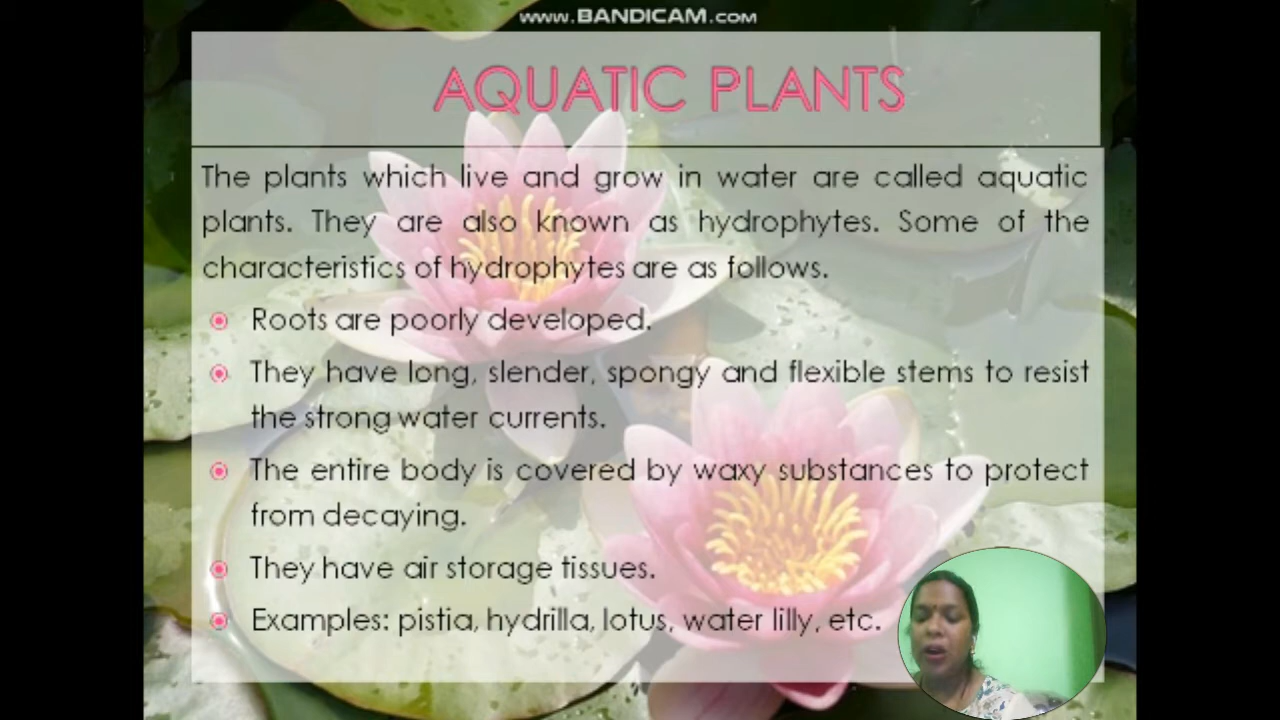 www.BANDICAM.com
AQUATIC PLANTS
The plants which live and grow in water are called aquatic
plants. They are also known as hydrophytes. Some of the
characteristics of hydrophytes are as follows.
Roots are poorly developed.
They have long, slender, spongy and flexible stems to resist
the strong water currents.
The entire body is covered by waxy substances to protect
from decaying.
They have air storage tissues.
Examples: pistia, hydrilla, lotus, water lilly, etc.